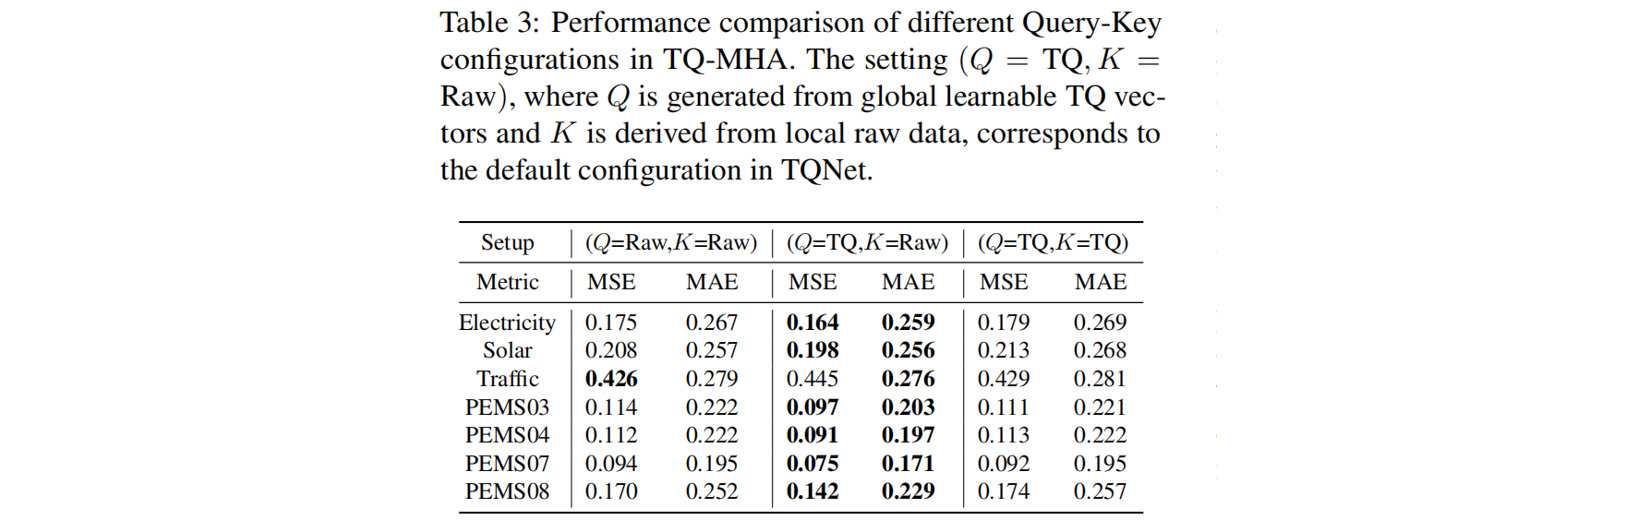 Table 3: Performance comparison of different Query-Key
configurations in TQ-MHA. The setting (Q = TQ, K =
Raw), where Q is generated from global learnable TQ vec-
tors and K is derived from local raw data, corresponds to
the default configuration in TQNet.
Setup (Q=Raw,K=Raw) (Q=TQ,K=Raw) (Q=TQ,K=TQ)
Metric MSE MAE MSE MAE MSE MAE
Electricity 0.175 0.267 0.164 0.259 0.179 0.269
Solar 0.208 0.257 0.198 0.256 0.213 0.268
Traffic 0.426 0.279 0.445 0.276 0.429 0.281
PEMS03 0.114 0.222 0.097 0.203 0.111 0.221
PEMS04 0.112 0.222 0.091 0.197 0.113 0.222
PEMS07 0.094 0.195 0.075 0.171 0.092 0.195
PEMS08 0.170 0.252 0.142 0.229 0.174 0.257